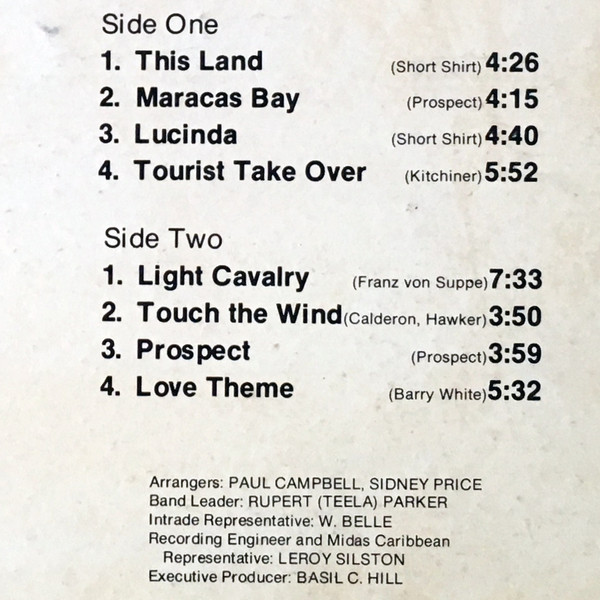 Side One
1. This Land (Short Shirt) 4:26
2. Maracas Bay (Prospect) 4:15
3. Lucinda (Short Shirt) 4:40
4. Tourist Take Over (Kitchiner) 5:52
Side Two
1. Light Cavalry (Franz von Suppe) 7:33
2. Touch the Wind (Calderon, Hawker) 3:50
3. Prospect (Prospect) 3:59
4. Love Theme (Barry White) 5:32
Arrangers: PAUL CAMPBELL, SIDNEY PRICE
Band Leader: RUPERT (TEELA) PARKER
Intrade Representative: W. BELLE
Recording Engineer and Midas Caribbean
Representative: LEROY SILSTON
Executive Producer: BASIL C. HILL